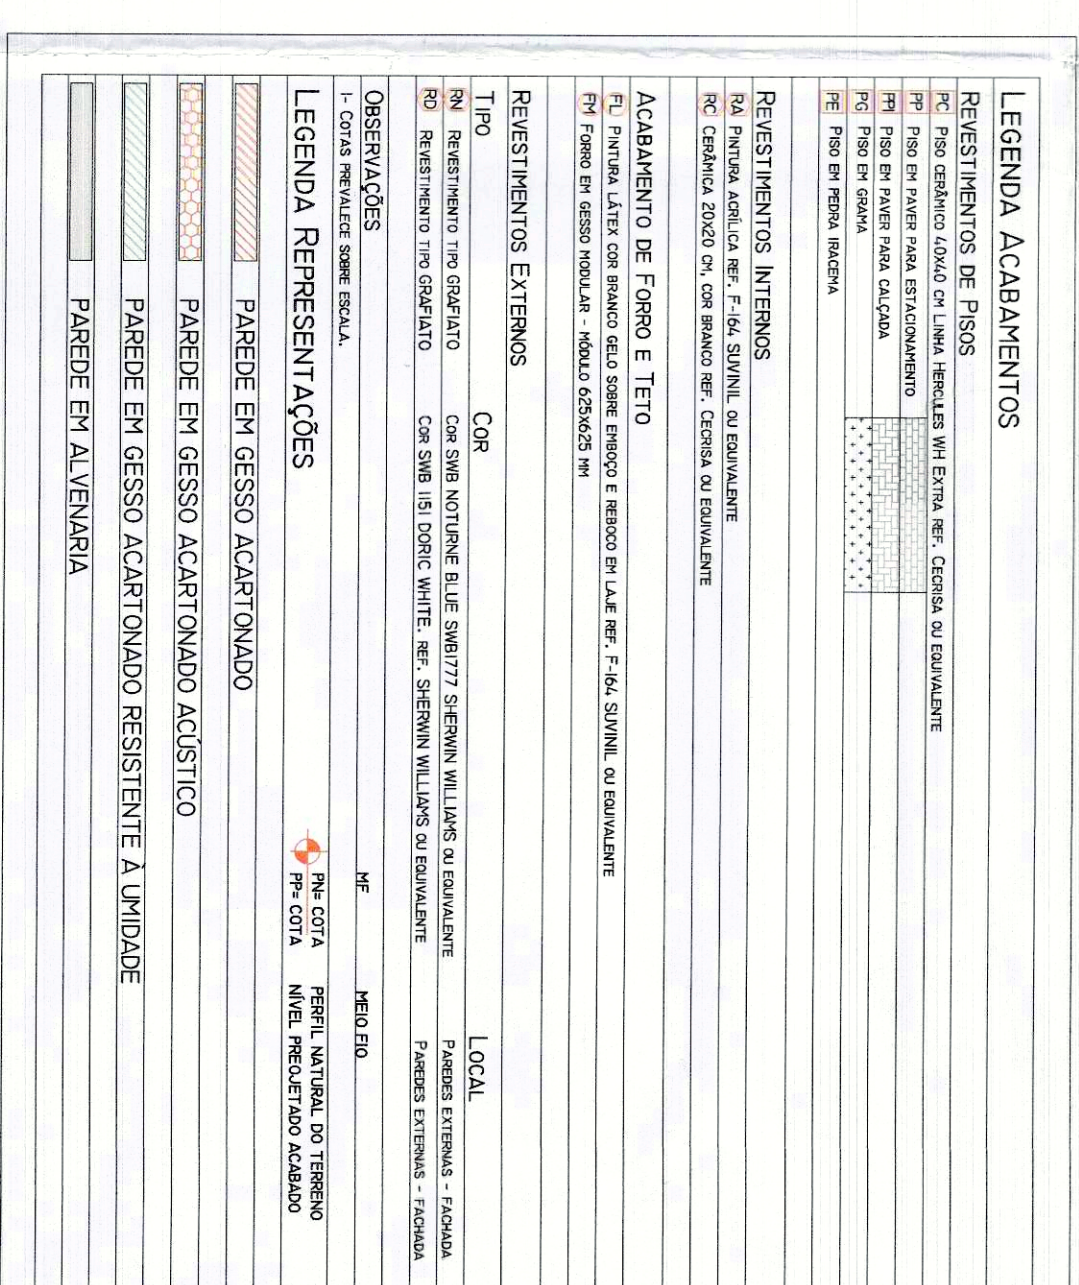 LEGENDA ACABAMENTOS
REVESTIMENTOS DE PISOS
PC PISO CERÂMICO 40X40 CM LINHA HERCULES WH EXTRA REF. CECRISA OU EQUIVALENTE
PP PISO EM PAVER PARA ESTACIONAMENTO
PPI PISO EM PAVER PARA CALÇADA
PG PISO EM GRAMA
PE PISO EM PEDRA IRACEMA
REVESTIMENTOS INTERNOS
RA PINTURA ACRÍLICA REF. F-164 SUVINIL OU EQUIVALENTE
RC CERÂMICA 20X20 CM, COR BRANCO REF. CECRISA OU EQUIVALENTE
ACABAMENTO DE FORRO E TETO
FL PINTURA LÁTEX COR BRANCO GELO SOBRE EMBOÇO E REBOCO EM LAJE REF. F-164 SUVINIL OU EQUIVALENTE
FM FORRO EM GESSO MODULAR - MÓDULO 625X625 MM
REVESTIMENTOS EXTERNOS
TIPO COR LOCAL
RN REVESTIMENTO TIPO GRAFIATO COR SWB NOTURNE BLUE SWB1777 SHERWIN WILLIAMS OU EQUIVALENTE PAREDES EXTERNAS - FACHADA
RD REVESTIMENTO TIPO GRAFIATO COR SWB 1151 DORIC WHITE. REF. SHERWIN WILLIAMS OU EQUIVALENTE PAREDES EXTERNAS - FACHADA
OBSERVAÇÕES MF MEIO FIO
1- COTAS PREVALECE SOBRE ESCALA.
LEGENDA REPRESENTAÇÕES
PN= COTA PERFIL NATURAL DO TERRENO
PP= COTA NÍVEL PREOJETADO ACABADO
PAREDE EM GESSO ACARTONADO
PAREDE EM GESSO ACARTONADO ACÚSTICO
PAREDE EM GESSO ACARTONADO RESISTENTE À UMIDADE
PAREDE EM ALVENARIA